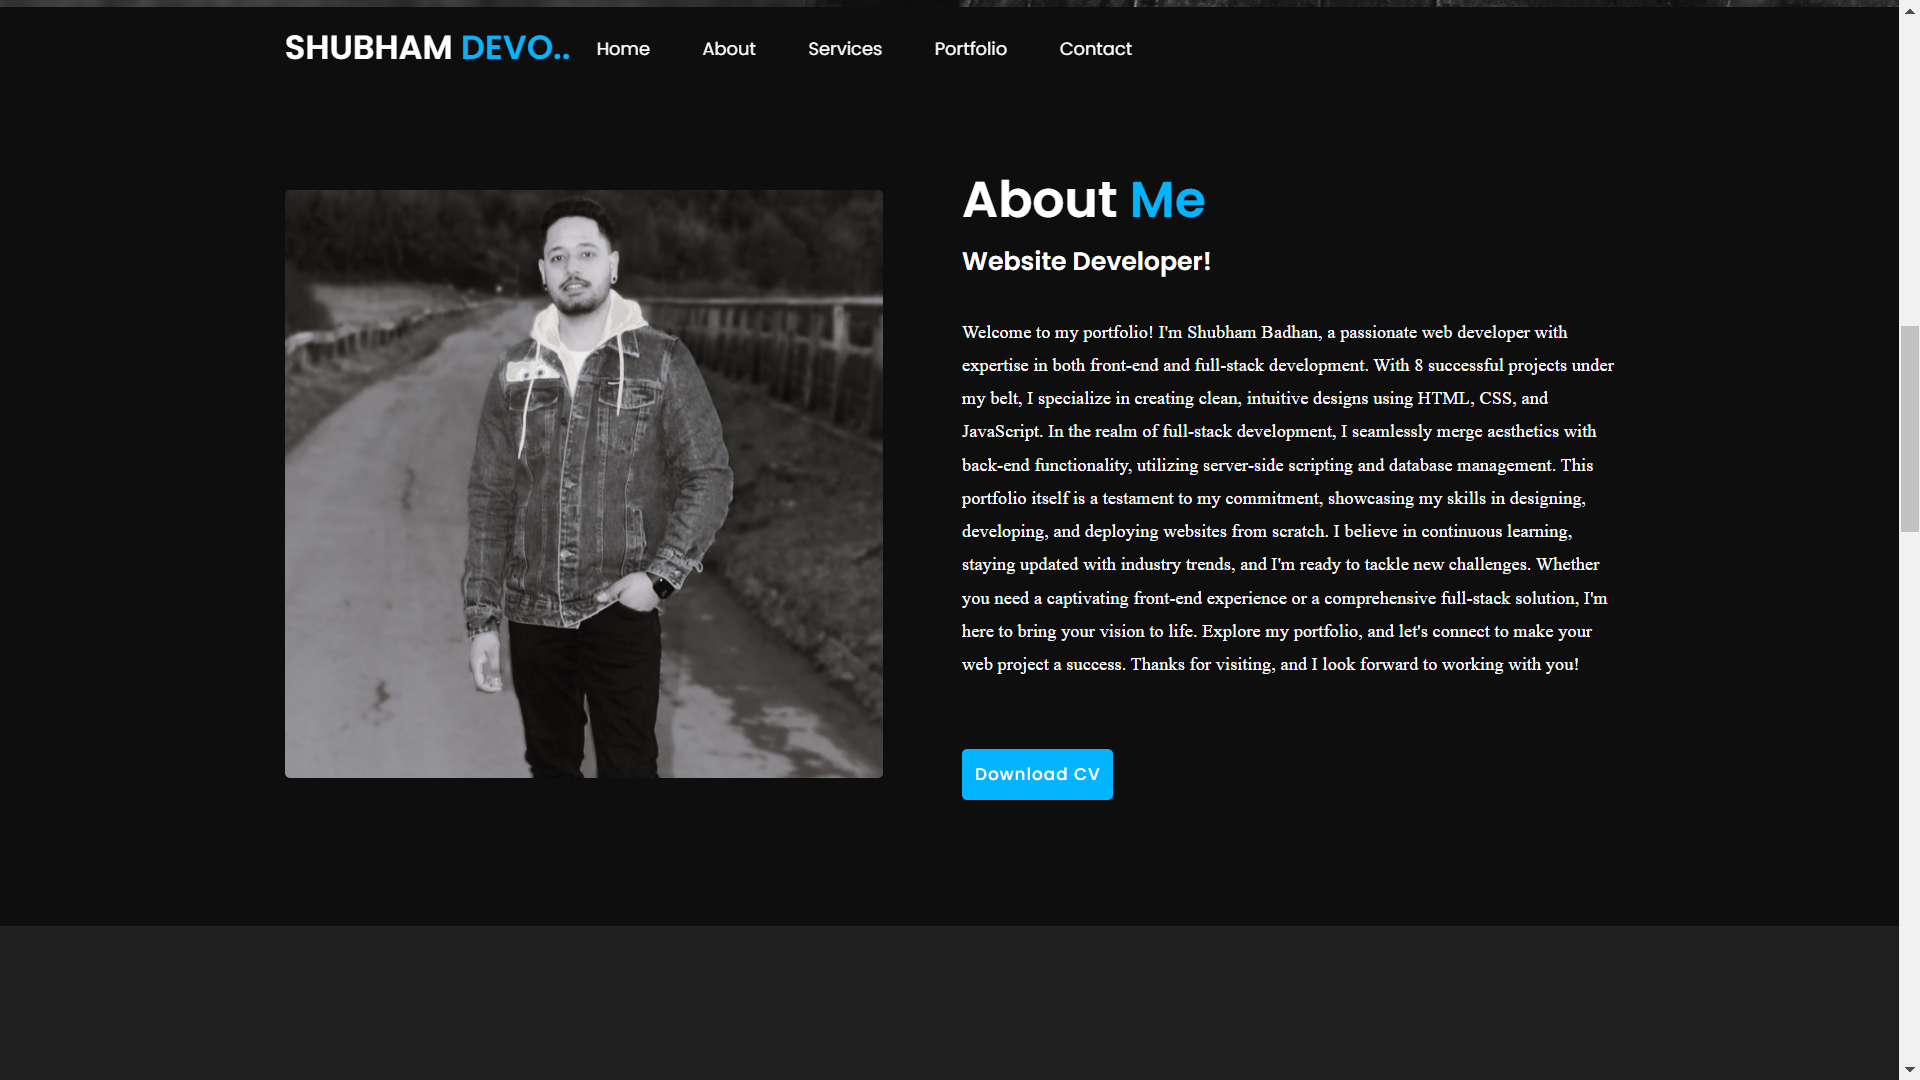 SHUBHAM DEVO.. Home About Services Portfolio Contact
About Me
Website Developer!
Welcome to my portfolio! I'm Shubham Badhan, a passionate web developer with
expertise in both front-end and full-stack development. With 8 successful projects under
my belt, I specialize in creating clean, intuitive designs using HTML, CSS, and
JavaScript. In the realm of full-stack development, I seamlessly merge aesthetics with
back-end functionality, utilizing server-side scripting and database management. This
portfolio itself is a testament to my commitment, showcasing my skills in designing,
developing, and deploying websites from scratch. I believe in continuous learning,
staying updated with industry trends, and I'm ready to tackle new challenges. Whether
you need a captivating front-end experience or a comprehensive full-stack solution, I'm
here to bring your vision to life. Explore my portfolio, and let's connect to make your
web project a success. Thanks for visiting, and I look forward to working with you!
Download CV